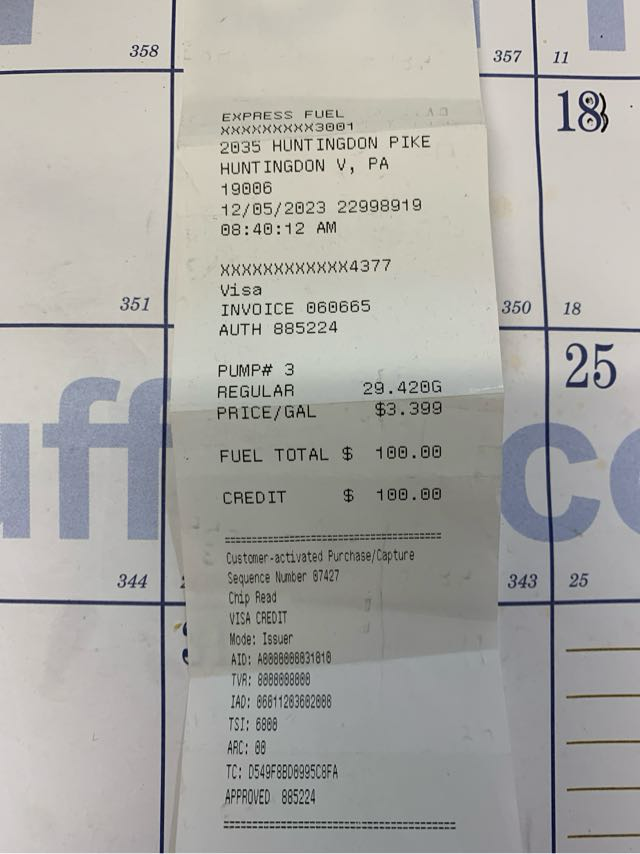 358
357
11
18
EXPRESS FUEL
XXXXXXXXX3001
2035 HUNTINGDON PIKE
HUNTINGDON V, PA
19006
12/05/2023 22998919
08:40:12 AM
XXXXXXXXXXXX4377
Visa
INVOICE 060665
AUTH 885224
351
350
18
25
PUMP# 3
REGULAR 29.420G
PRICE/GAL $3.399
FUEL TOTAL $ 100.00
CREDIT $ 100.00
uff
co
Customer-activated Purchase/Capture
Sequence Number 07427
Chip Read
VISA CREDIT
Mode: Issuer
AID: A0000000031010
TVR: 8000000000
IAD: 06011203602000
TSI: 6800
ARC: 00
TC: D549F8BD0995C8FA
APPROVED 885224
344
343
25